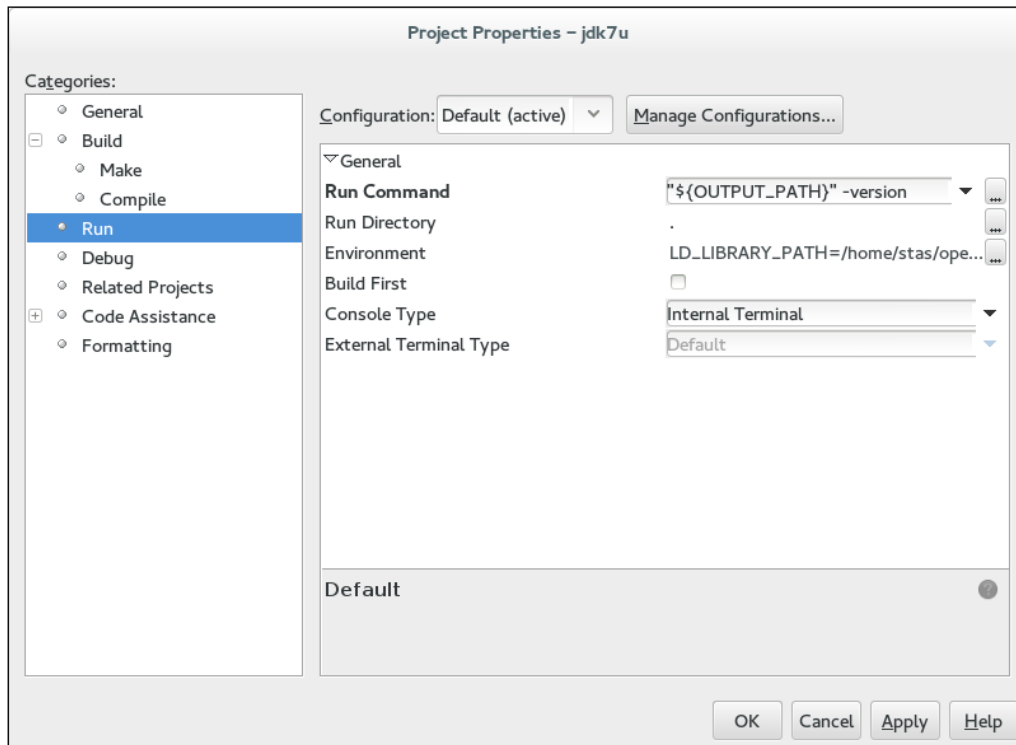 Project Properties – jdk7u
Categories:
General
Build
Make
Compile
Run
Debug
Related Projects
Code Assistance
Formatting
Configuration: Default (active) Manage Configurations...
General
Run Command "${OUTPUT_PATH}" -version ...
Run Directory . ...
Environment LD_LIBRARY_PATH=/home/stas/ope... ...
Build First
Console Type Internal Terminal
External Terminal Type Default
Default ?
OK Cancel Apply Help